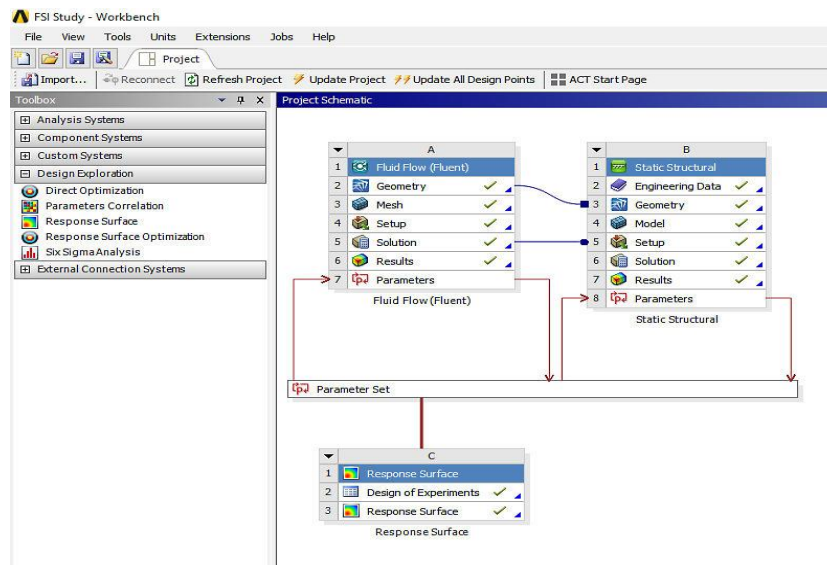 FSI Study - Workbench
File View Tools Units Extensions Jobs Help
Project
Import... Reconnect Refresh Project Update Project Update All Design Points ACT Start Page
Toolbox
Project Schematic
Analysis Systems
Component Systems
Custom Systems
Design Exploration
Direct Optimization
Parameters Correlation
Response Surface
Response Surface Optimization
Six Sigma Analysis
External Connection Systems
A
1 Fluid Flow (Fluent)
2 Geometry
3 Mesh
4 Setup
5 Solution
6 Results
7 Parameters
Fluid Flow (Fluent)
B
1 Static Structural
2 Engineering Data
3 Geometry
4 Model
5 Setup
6 Solution
7 Results
8 Parameters
Static Structural
Parameter Set
C
1 Response Surface
2 Design of Experiments
3 Response Surface
Response Surface